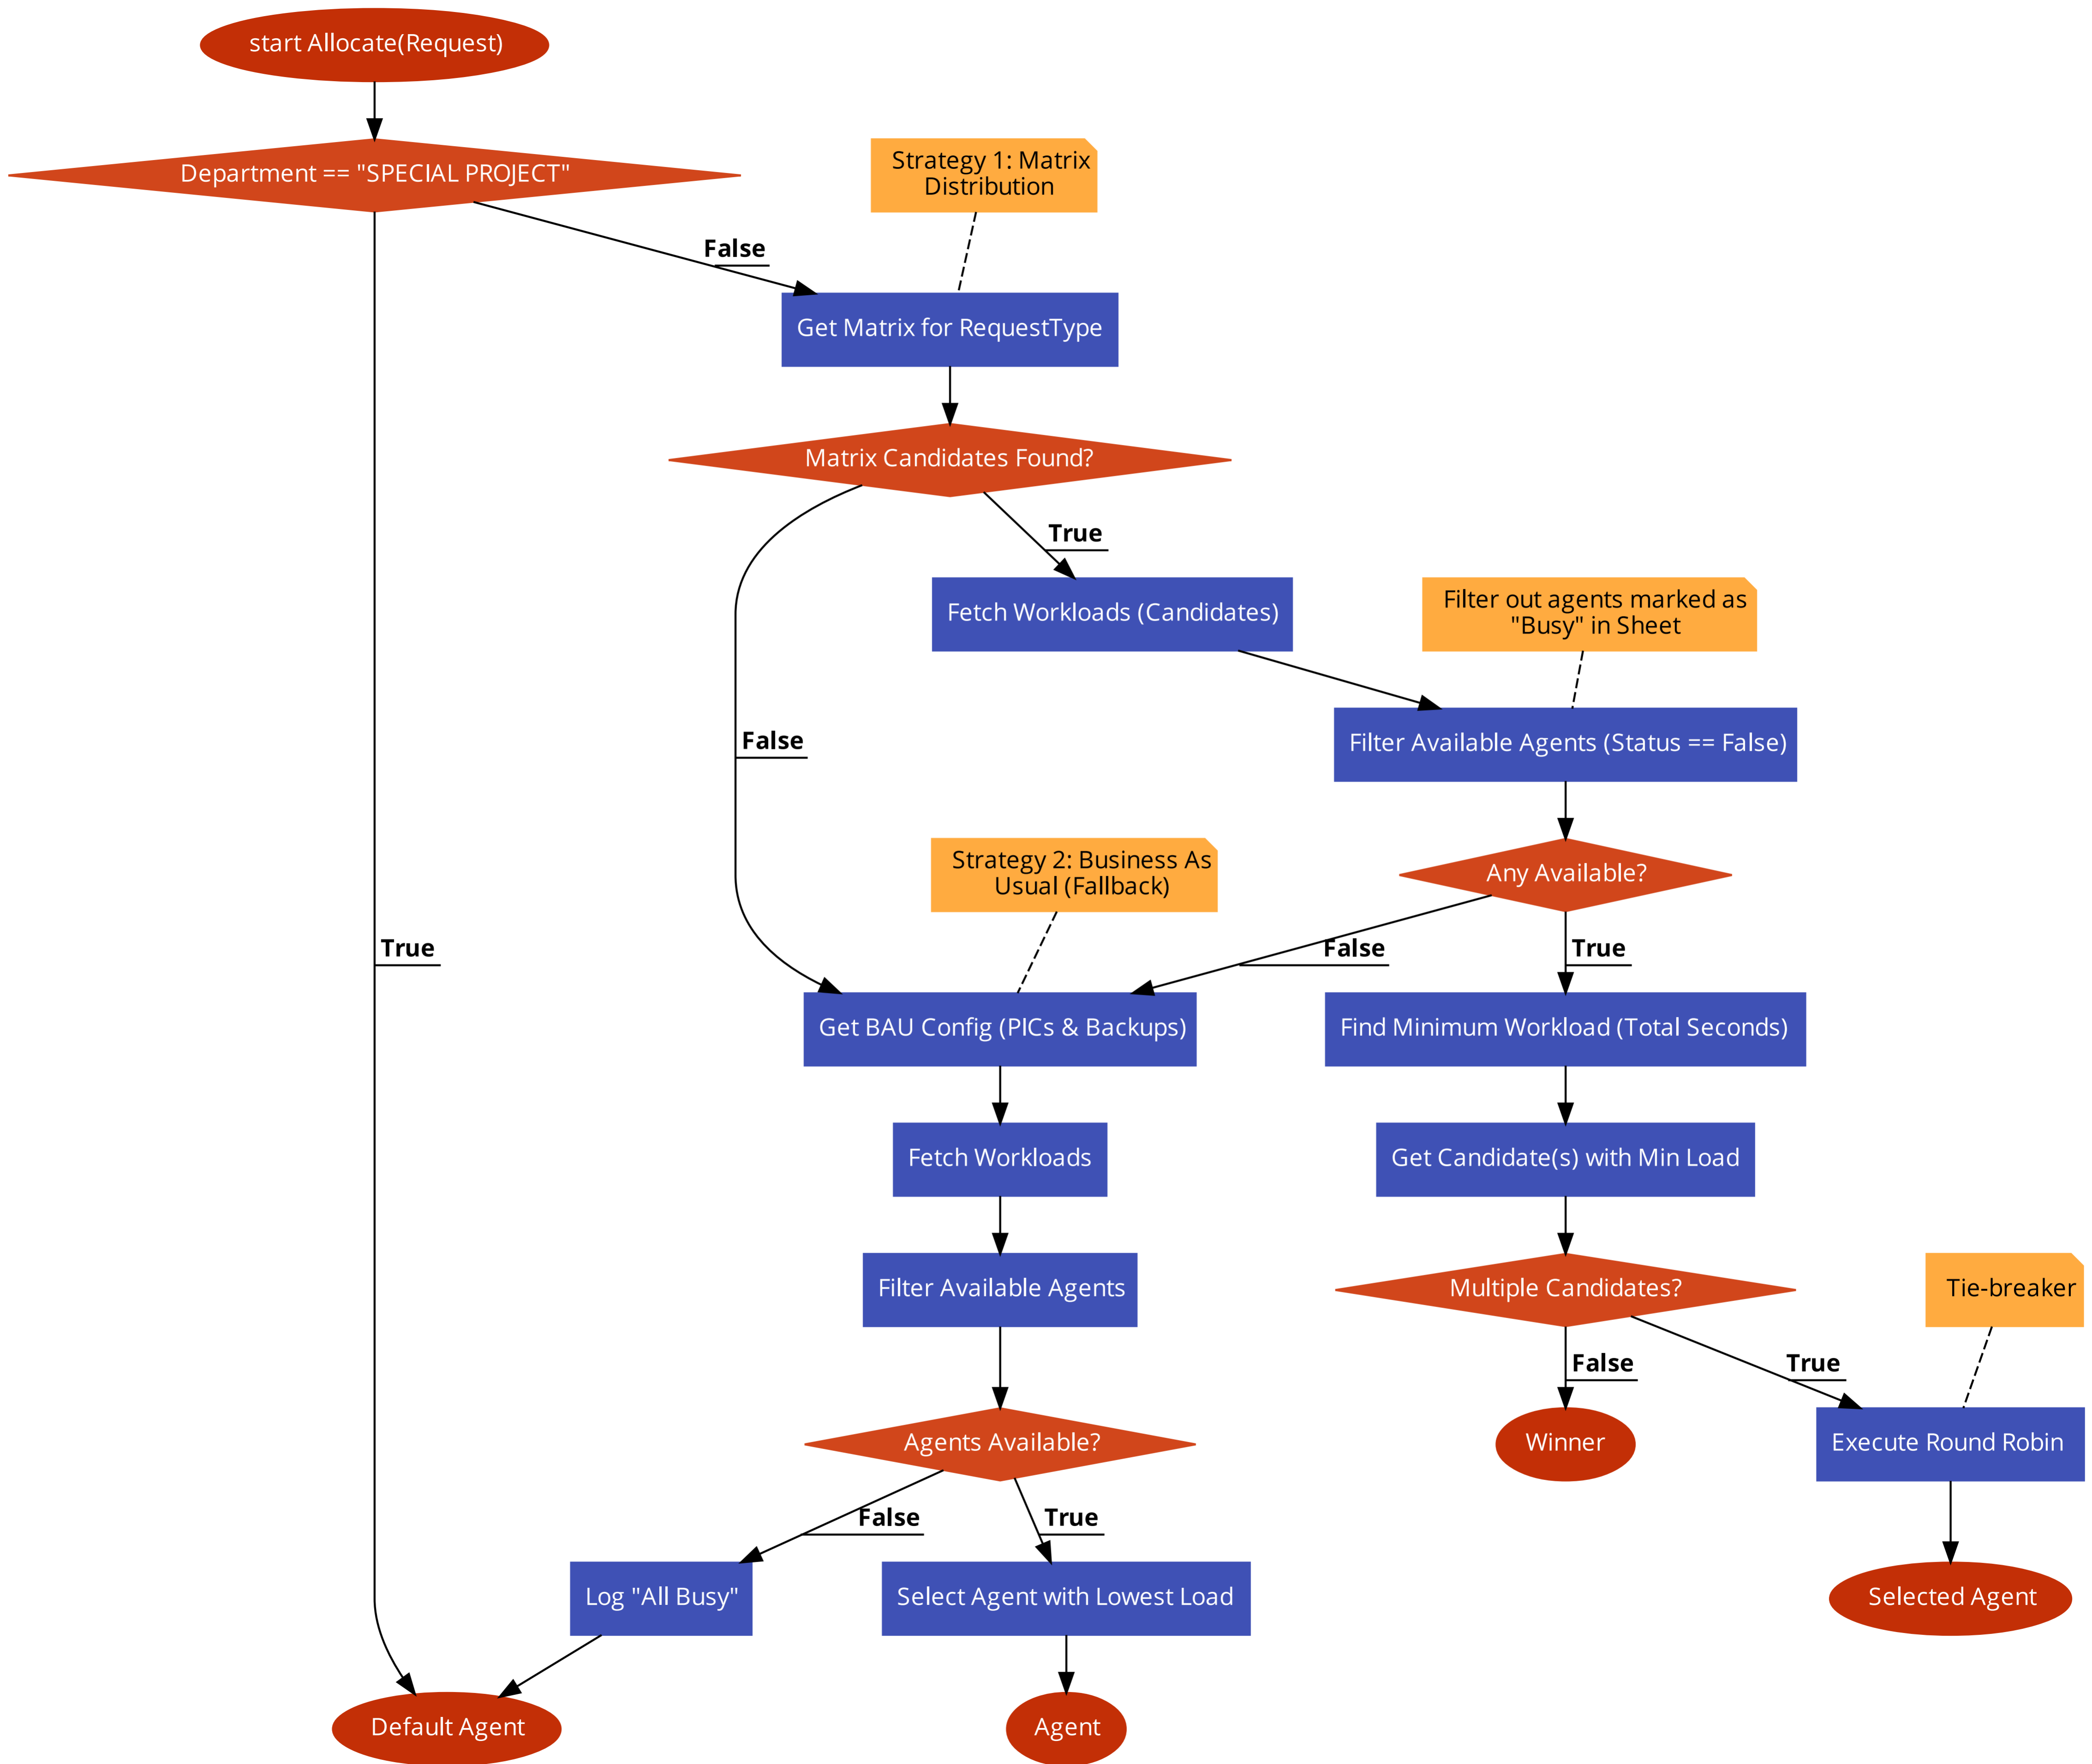 start Allocate(Request)
Department == "SPECIAL PROJECT"
Strategy 1: Matrix
Distribution
False
Get Matrix for RequestType
Matrix Candidates Found?
True
Fetch Workloads (Candidates)
Filter out agents marked as
"Busy" in Sheet
False
Filter Available Agents (Status == False)
Strategy 2: Business As
Usual (Fallback)
Any Available?
True
False
True
Get BAU Config (PICs & Backups)
Find Minimum Workload (Total Seconds)
Fetch Workloads
Get Candidate(s) with Min Load
Filter Available Agents
Multiple Candidates?
Tie-breaker
False
True
Agents Available?
Winner
Execute Round Robin
False
True
Log "All Busy"
Select Agent with Lowest Load
Selected Agent
Default Agent
Agent